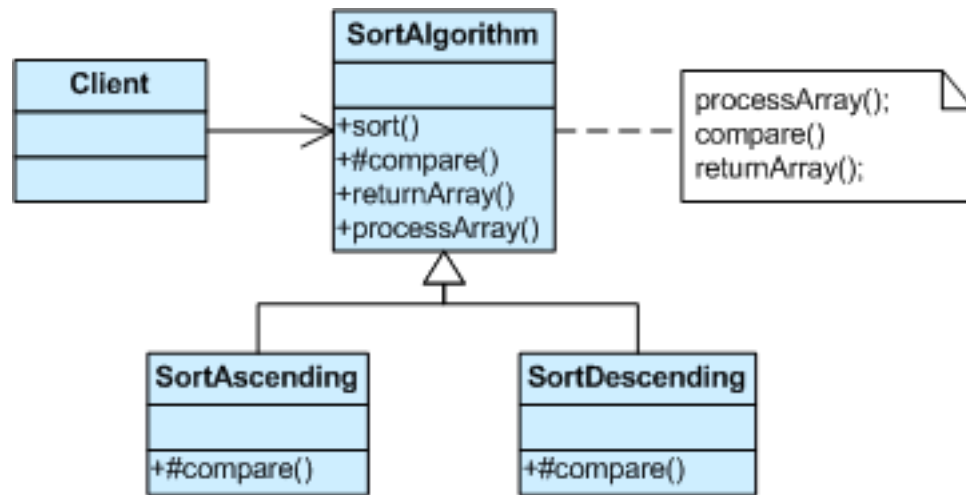 SortAlgorithm
Client
+sort()
+#compare()
+returnArray()
+processArray()
processArray();
compare()
returnArray();
SortAscending
+#compare()
SortDescending
+#compare()